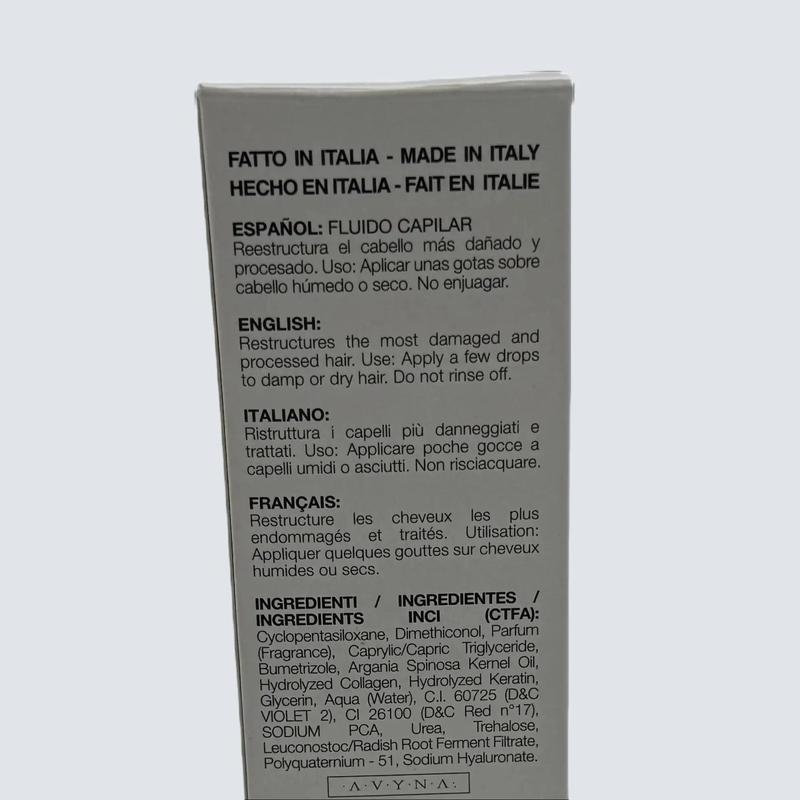 FATTO IN ITALIA - MADE IN ITALY
HECHO EN ITALIA - FAIT EN ITALIE
ESPAÑOL: FLUIDO CAPILAR
Reestructura el cabello más dañado y
procesado. Uso: Aplicar unas gotas sobre
cabello húmedo o seco. No enjuagar.
ENGLISH:
Restructures the most damaged and
processed hair. Use: Apply a few drops
to damp or dry hair. Do not rinse off.
ITALIANO:
Ristruttura i capelli più danneggiati e
trattati. Uso: Applicare poche gocce a
capelli umidi o asciutti. Non risciacquare.
FRANÇAIS:
Restructure les cheveux les plus
endommagés et traités. Utilisation:
Appliquer quelques gouttes sur cheveux
humides ou secs.
INGREDIENTI / INGREDIENTES /
INGREDIENTS INCI (CTFA):
Cyclopentasiloxane, Dimethiconol, Parfum
(Fragrance), Caprylic/Capric Triglyceride,
Bumetrizole, Argania Spinosa Kernel Oil,
Hydrolyzed Collagen, Hydrolyzed Keratin,
Glycerin, Aqua (Water), C.I. 60725 (D&C
VIOLET 2), CI 26100 (D&C Red n°17),
SODIUM PCA, Urea, Trehalose,
Leuconostoc/Radish Root Ferment Filtrate,
Polyquaternium - 51, Sodium Hyaluronate.
·A·V·Y·N·A·